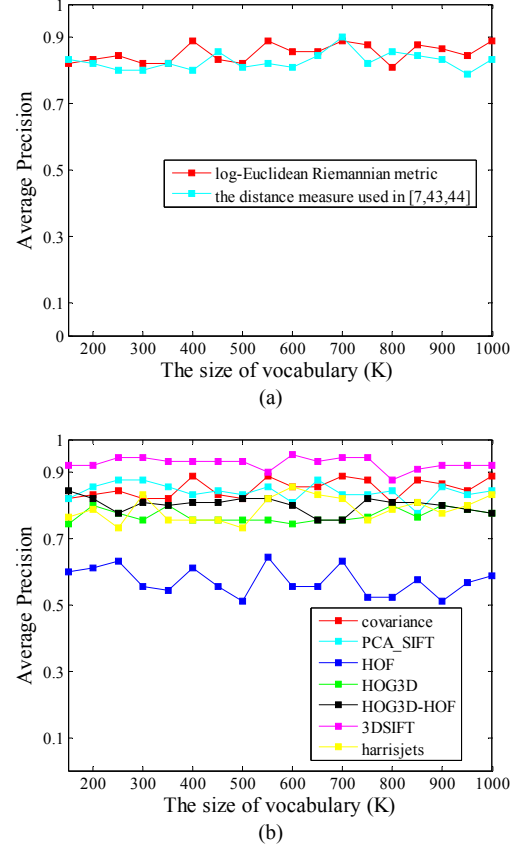 1
0.9
0.7
0.5
0.3
0.1
0
Average Precision
log-Euclidean Riemannian metric
the distance measure used in [7,43,44]
200 300 400 500 600 700 800 900 1000
The size of vocabulary (K)
(a)
1
0.9
0.7
0.5
0.3
0.1
Average Precision
covariance
PCA_SIFT
HOF
HOG3D
HOG3D-HOF
3DSIFT
harrisjets
200 300 400 500 600 700 800 900 1000
The size of vocabulary (K)
(b)